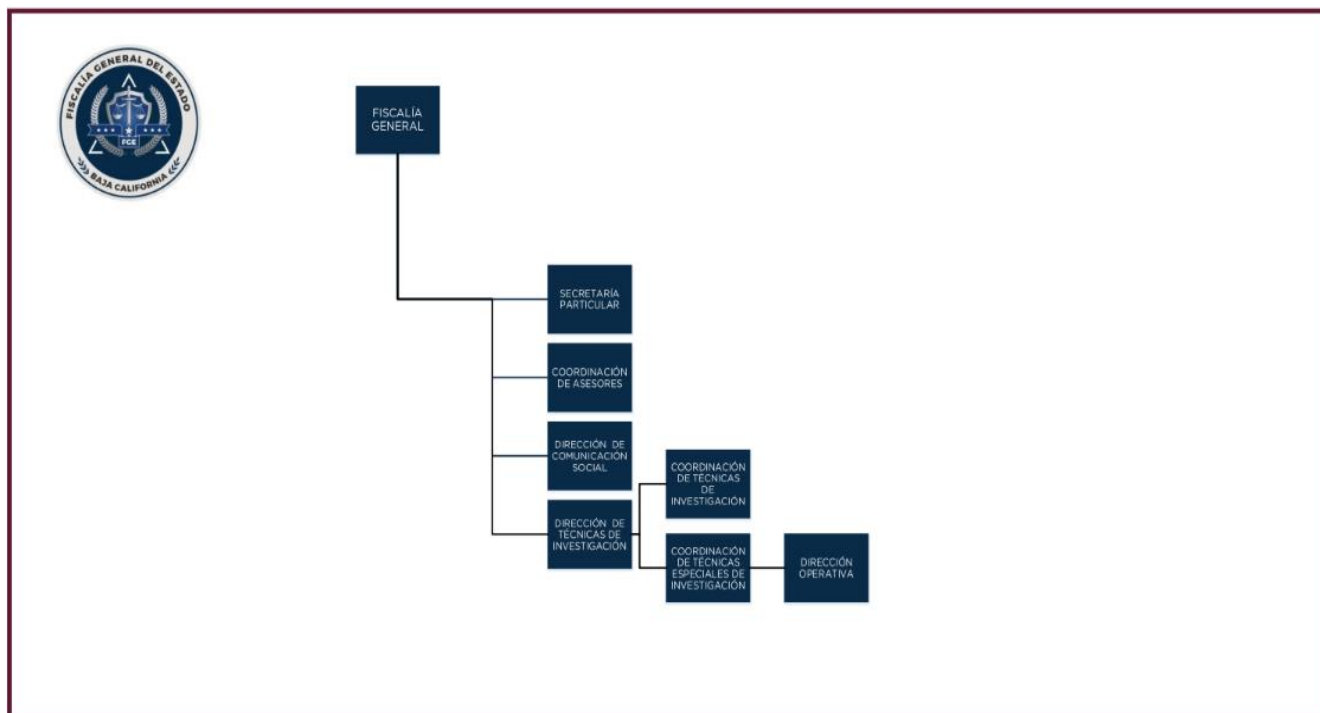 FISCALÍA GENERAL DEL ESTADO
FGE
BAJA CALIFORNIA
FISCALÍA
GENERAL
SECRETARÍA
PARTICULAR
COORDINACIÓN
DE ASESORES
DIRECCIÓN DE
COMUNICACIÓN
SOCIAL
DIRECCIÓN DE
TÉCNICAS DE
INVESTIGACIÓN
COORDINACIÓN
DE TÉCNICAS
DE
INVESTIGACIÓN
COORDINACIÓN
DE TÉCNICAS
ESPECIALES DE
INVESTIGACIÓN
DIRECCIÓN
OPERATIVA